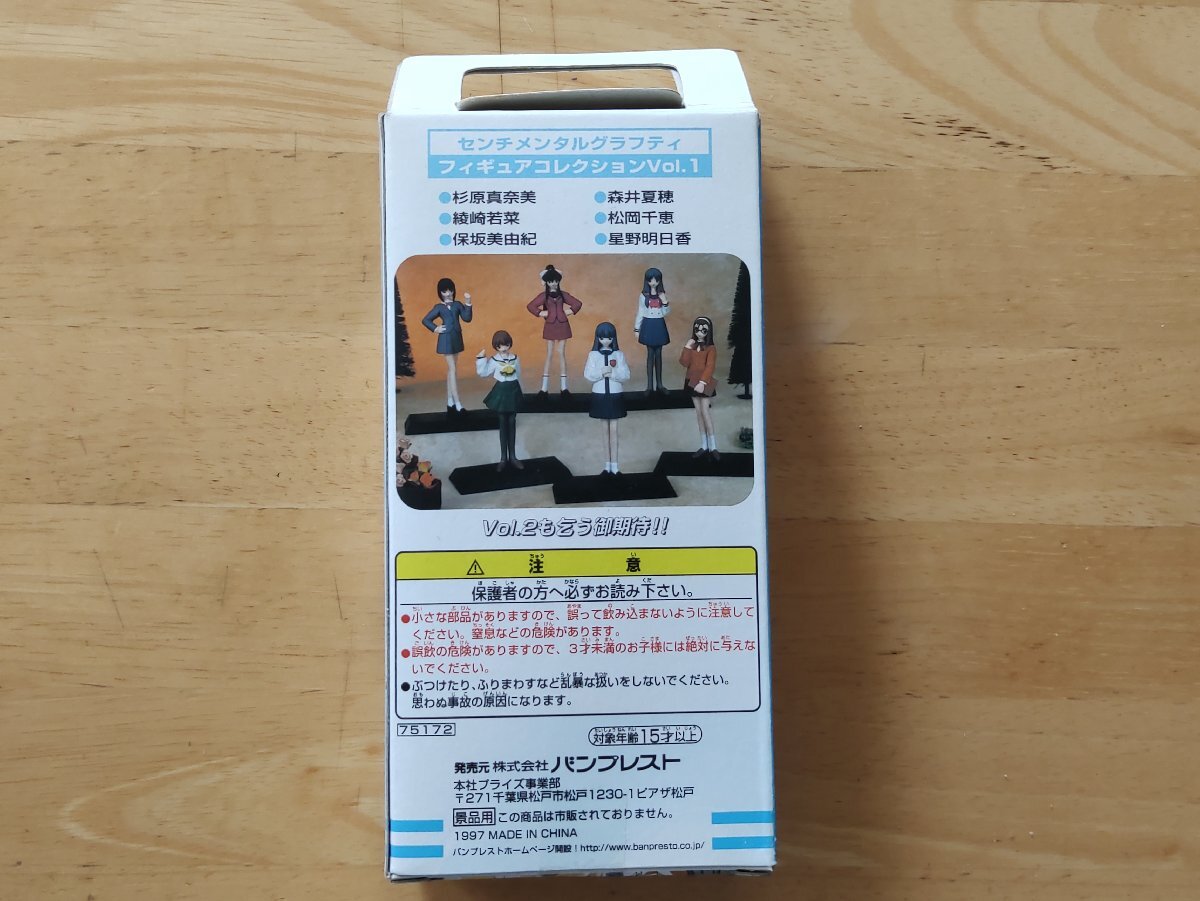 センチメンタルグラフティ
フィギュアコレクションVol.1
●杉原真奈美 ●森井夏穂
●綾崎若菜 ●松岡千恵
●保坂美由紀 ●星野明日香
Vol.2も乞う御期待!!
⚠ 注意
保護者の方へ必ずお読み下さい。
●小さな部品がありますので、誤って飲み込まないように注意して
ください。窒息などの危険があります。
●誤飲の危険がありますので、3才未満のお子様には絶対に与えな
いでください。
●ぶつけたり、ふりまわすなど乱暴な扱いをしないでください。
思わぬ事故の原因になります。
75172
対象年齢15才以上
発売元 株式会社 バンプレスト
本社プライズ事業部
〒271千葉県松戸市松戸1230-1ピアザ松戸
景品用 この商品は市販されておりません。
1997 MADE IN CHINA
バンプレストホームページ開設!http://www.banpresto.co.jp/